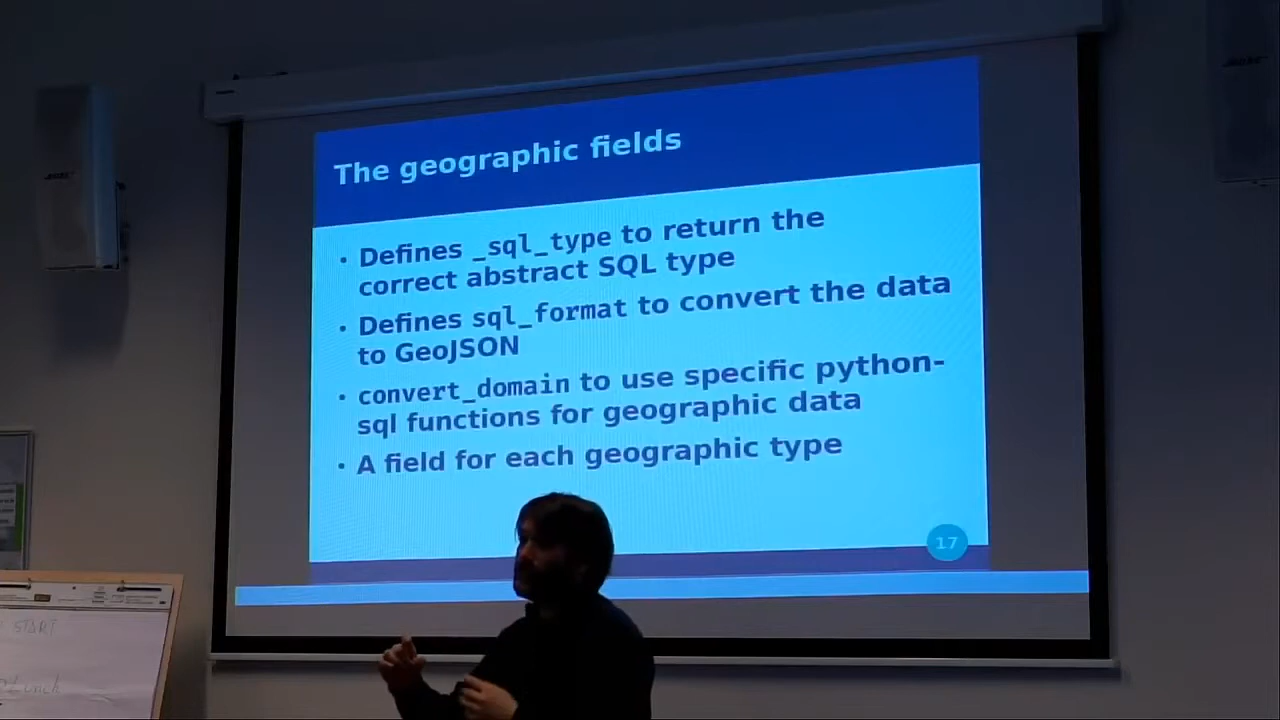 The geographic fields
• Defines _sql_type to return the
correct abstract SQL type
• Defines sql_format to convert the data
to GeoJSON
• convert_domain to use specific python-
sql functions for geographic data
• A field for each geographic type
17
START
Lunch